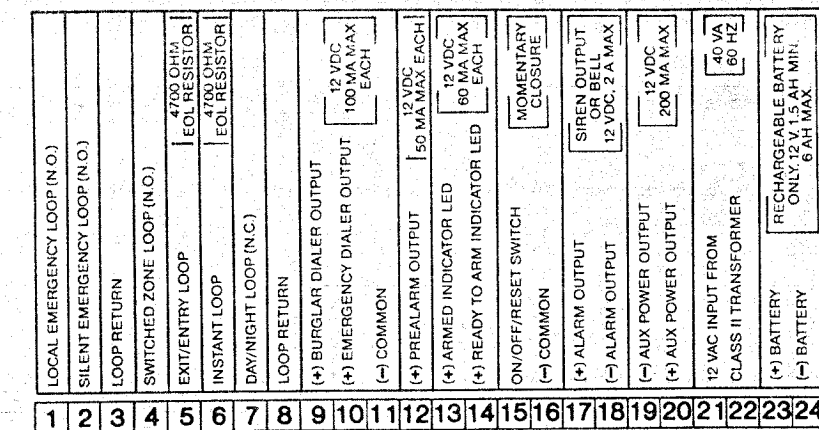 LOCAL EMERGENCY LOOP (N.O.)
SILENT EMERGENCY LOOP (N.O.)
LOOP RETURN
SWITCHED ZONE LOOP (N.O.)
EXIT/ENTRY LOOP
4700 OHM
EOL RESISTOR
INSTANT LOOP
4700 OHM
EOL RESISTOR
DAY/NIGHT LOOP (N.C.)
LOOP RETURN
(+) BURGLAR DIALER OUTPUT
(+) EMERGENCY DIALER OUTPUT
(−) COMMON
12 VDC
100 MA MAX
EACH
(+) PREALARM OUTPUT
12 VDC
50 MA MAX EACH
(+) ARMED INDICATOR LED
(+) READY TO ARM INDICATOR LED
12 VDC
60 MA MAX
EACH
ON/OFF/RESET SWITCH
(−) COMMON
MOMENTARY
CLOSURE
(+) ALARM OUTPUT
(−) ALARM OUTPUT
SIREN OUTPUT
OR BELL
12 VDC, 2 A MAX
(−) AUX POWER OUTPUT
(+) AUX POWER OUTPUT
12 VDC
200 MA MAX
12 VAC INPUT FROM
CLASS II TRANSFORMER
40 VA
60 HZ
(+) BATTERY
(−) BATTERY
RECHARGEABLE BATTERY
ONLY. 12 V, 1.5 AH MIN.
6 AH MAX.
1 2 3 4 5 6 7 8 9 10 11 12 13 14 15 16 17 18 19 20 21 22 23 24